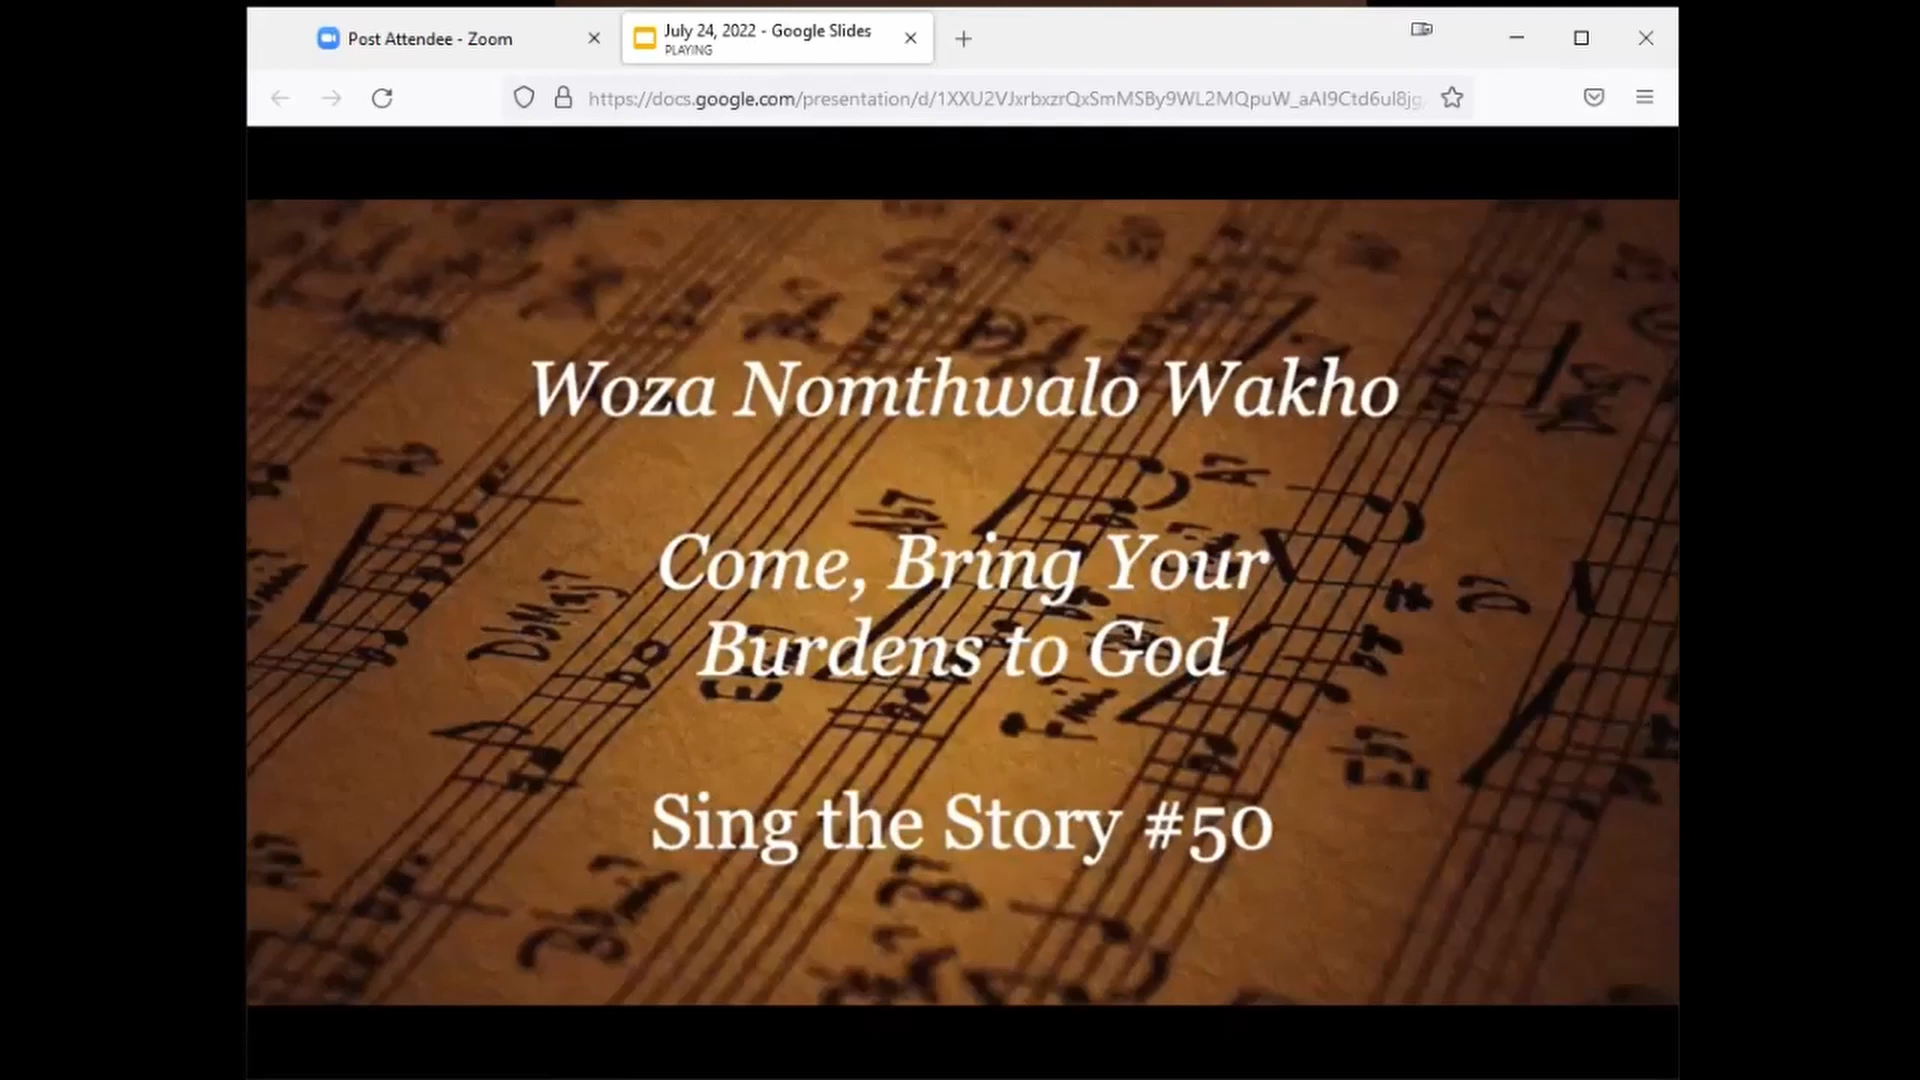 Post Attendee - Zoom
July 24, 2022 - Google Slides
PLAYING
https://docs.google.com/presentation/d/1XXU2VJxrbxzrQxSmMSBy9WL2MQpuW_aAI9Ctd6ul8jg
Woza Nomthwalo Wakho
Come, Bring Your
Burdens to God
Sing the Story #50